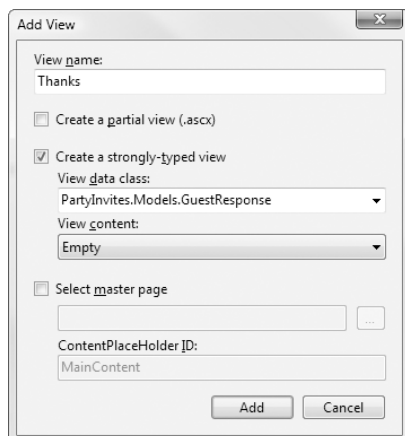 Add View
View name:
Thanks
Create a partial view (.ascx)
Create a strongly-typed view
View data class:
PartyInvites.Models.GuestResponse
View content:
Empty
Select master page
...
ContentPlaceHolder ID:
MainContent
Add Cancel